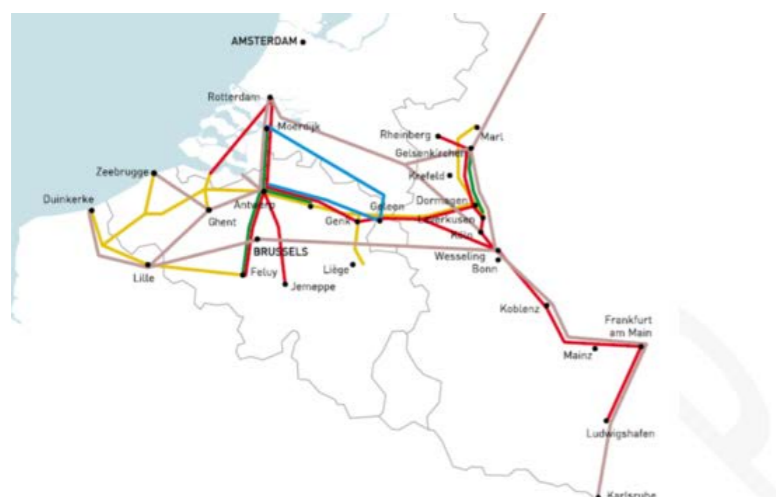 AMSTERDAM
Rotterdam
Moerdijk
Rheinberg
Marl
Gelsenkirchen
Zeebrugge
Krefeld
Duinkerke
Antwerp
Geleen
Dormagen
Ghent
Genk
Leverkusen
Köln
BRUSSELS
Wesseling
Liège
Bonn
Lille
Feluy
Jemeppe
Koblenz
Frankfurt
am Main
Mainz
Ludwigshafen
Karlsruhe